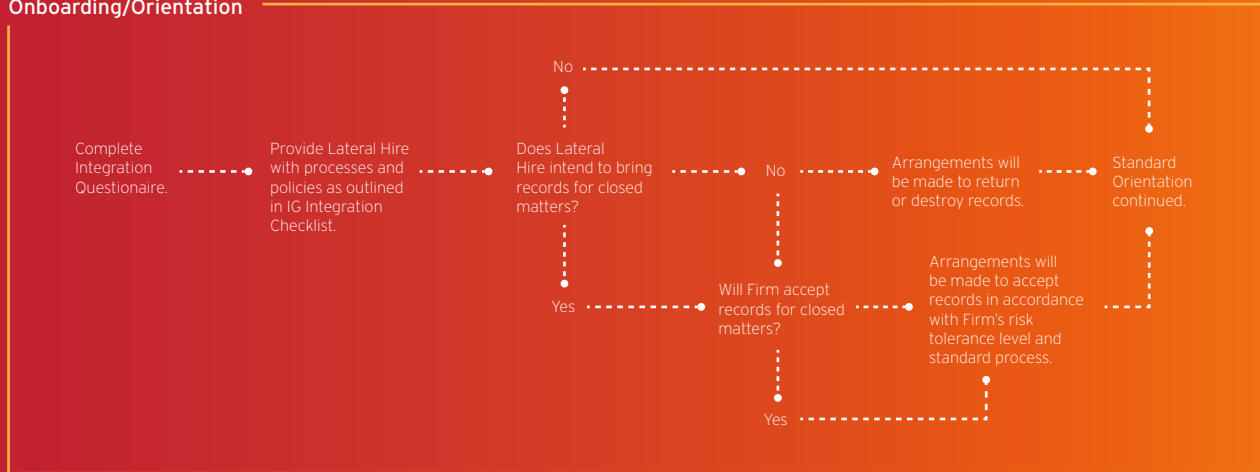 Onboarding/Orientation
No
Complete
Integration
Questionaire.
Provide Lateral Hire
with processes and
policies as outlined
in IG Integration
Checklist.
Does Lateral
Hire intend to bring
records for closed
matters?
No
Arrangements will
be made to return
or destroy records.
Standard
Orientation
continued.
Yes
Will Firm accept
records for closed
matters?
Arrangements will
be made to accept
records in accordance
with Firm's risk
tolerance level and
standard process.
Yes